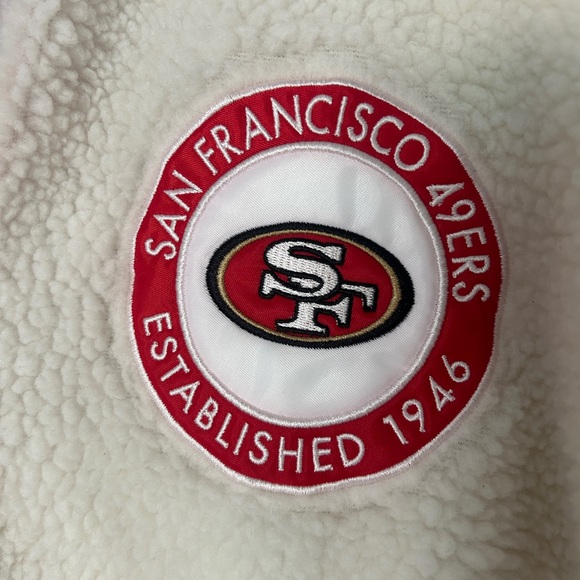 SAN FRANCISCO 49ERS
SF
ESTABLISHED 1946